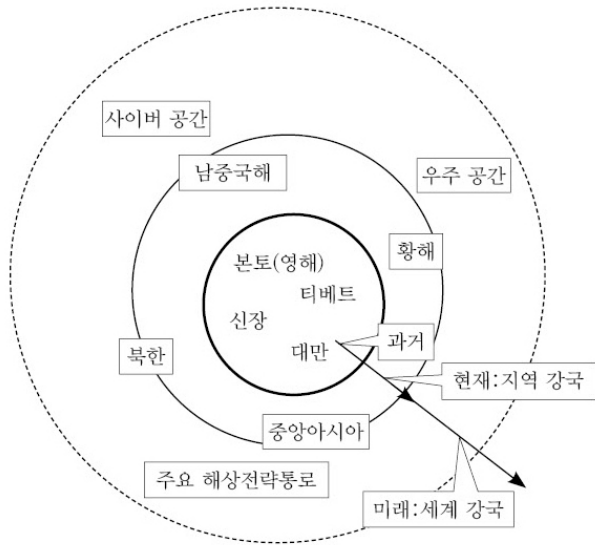 사이버 공간
남중국해
우주 공간
황해
본토(영해)
티베트
신장
대만
과거
북한
현재:지역 강국
중앙아시아
주요 해상전략통로
미래:세계 강국